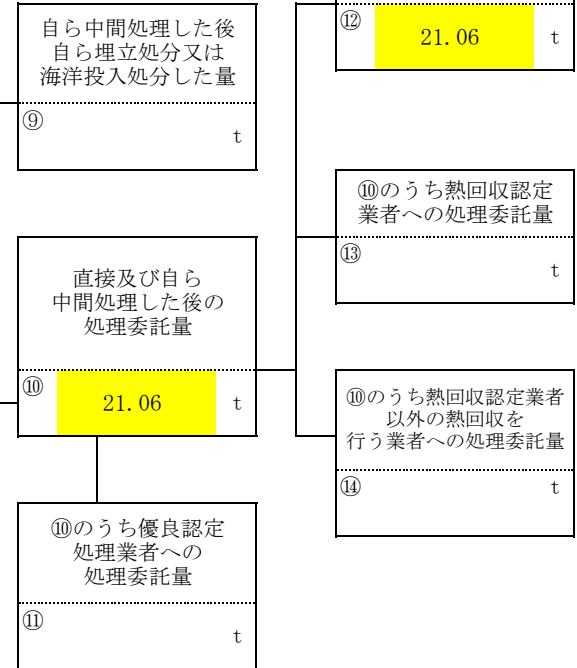 自ら中間処理した後
自ら埋立処分又は
海洋投入処分した量
⑨
t
⑫
21.06 t
⑩のうち熱回収認定
業者への処理委託量
⑬
t
直接及び自ら
中間処理した後の
処理委託量
⑩
21.06 t
⑩のうち熱回収認定業者
以外の熱回収を
行う業者への処理委託量
⑭ t
⑩のうち優良認定
処理業者への
処理委託量
⑪
t